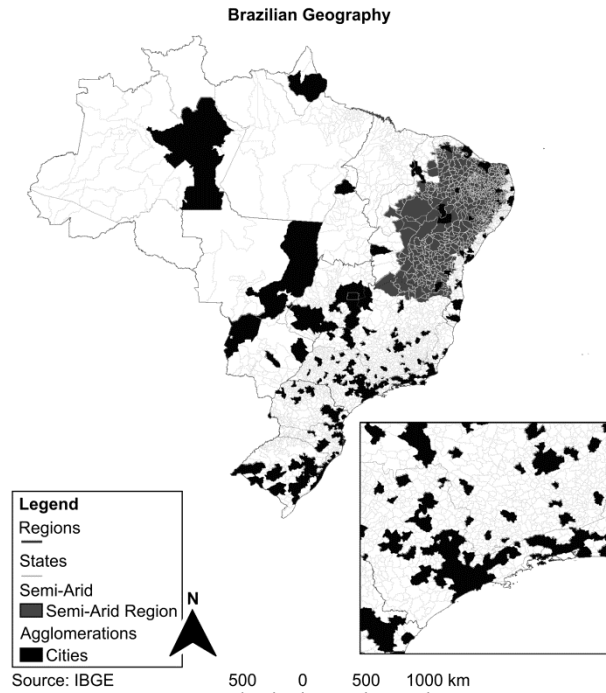 Brazilian Geography
Legend
Regions
States
Semi-Arid
Semi-Arid Region
Agglomerations
Cities
N
Source: IBGE
500 0 500 1000 km